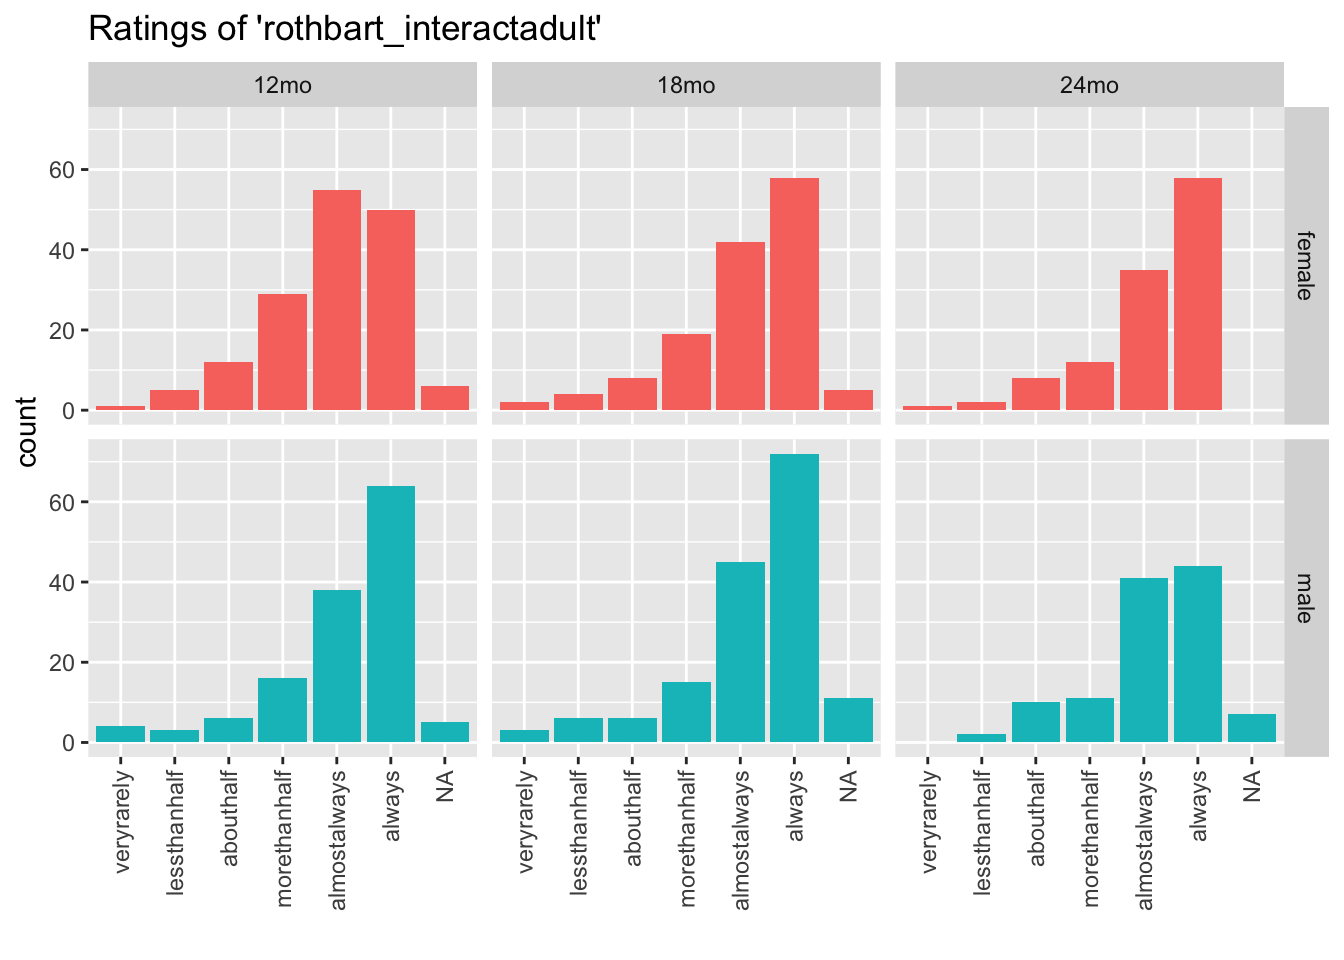 Ratings of 'rothbart_interactadult'
12mo
18mo
24mo
60
40
20
0
female
count
60
40
20
0
male
veryrarely
lessthanhalf
abouthalf
morethanhalf
almostalways
always
NA
veryrarely
lessthanhalf
abouthalf
morethanhalf
almostalways
always
NA
veryrarely
lessthanhalf
abouthalf
morethanhalf
almostalways
always
NA